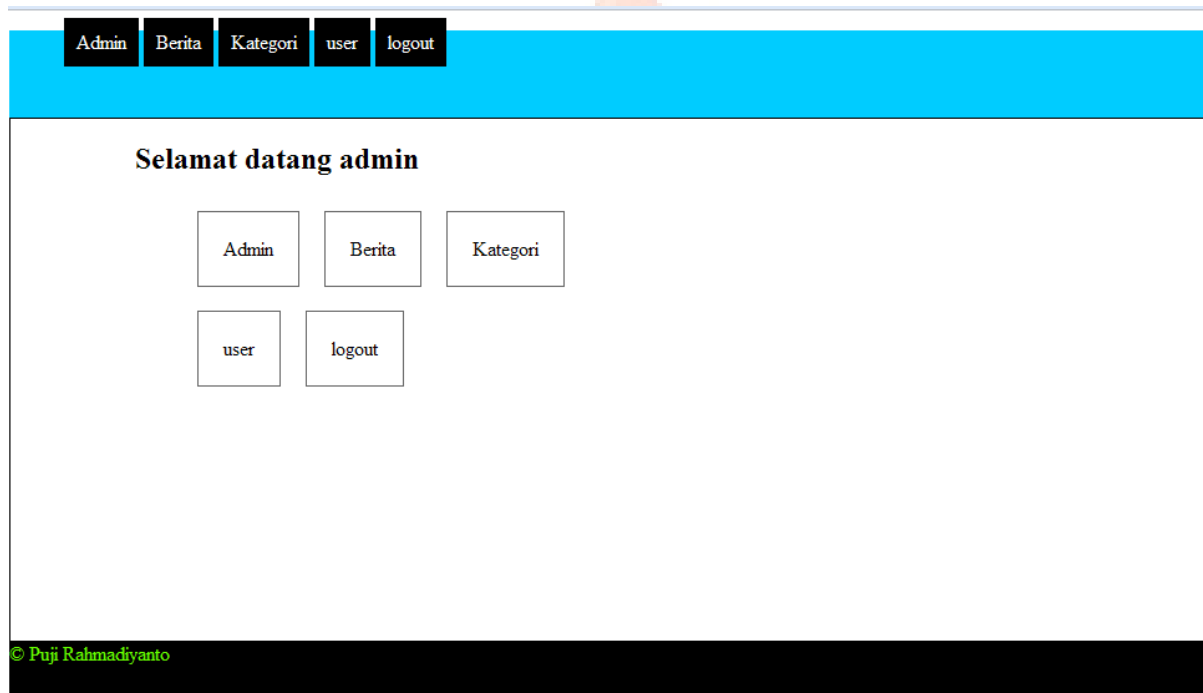 Admin Berita Kategori user logout
Selamat datang admin
Admin Berita Kategori
user logout
© Puji Rahmadiyanto